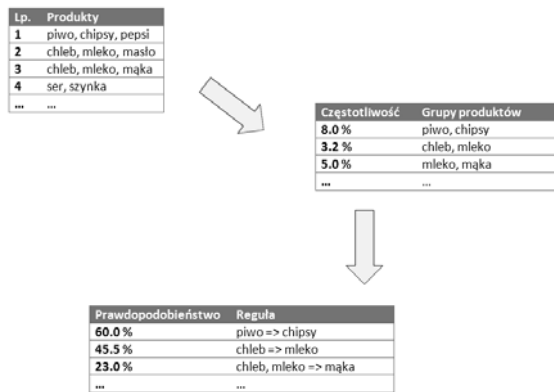 Lp. Produkty
1 piwo, chipsy, pepsi
2 chleb, mleko, masło
3 chleb, mleko, mąka
4 ser, szynka
... ...
Częstotliwość Grupy produktów
8.0 % piwo, chipsy
3.2 % chleb, mleko
5.0 % mleko, mąka
... ...
Prawdopodobieństwo Reguła
60.0 % piwo => chipsy
45.5 % chleb => mleko
23.0 % chleb, mleko => mąka
... ...